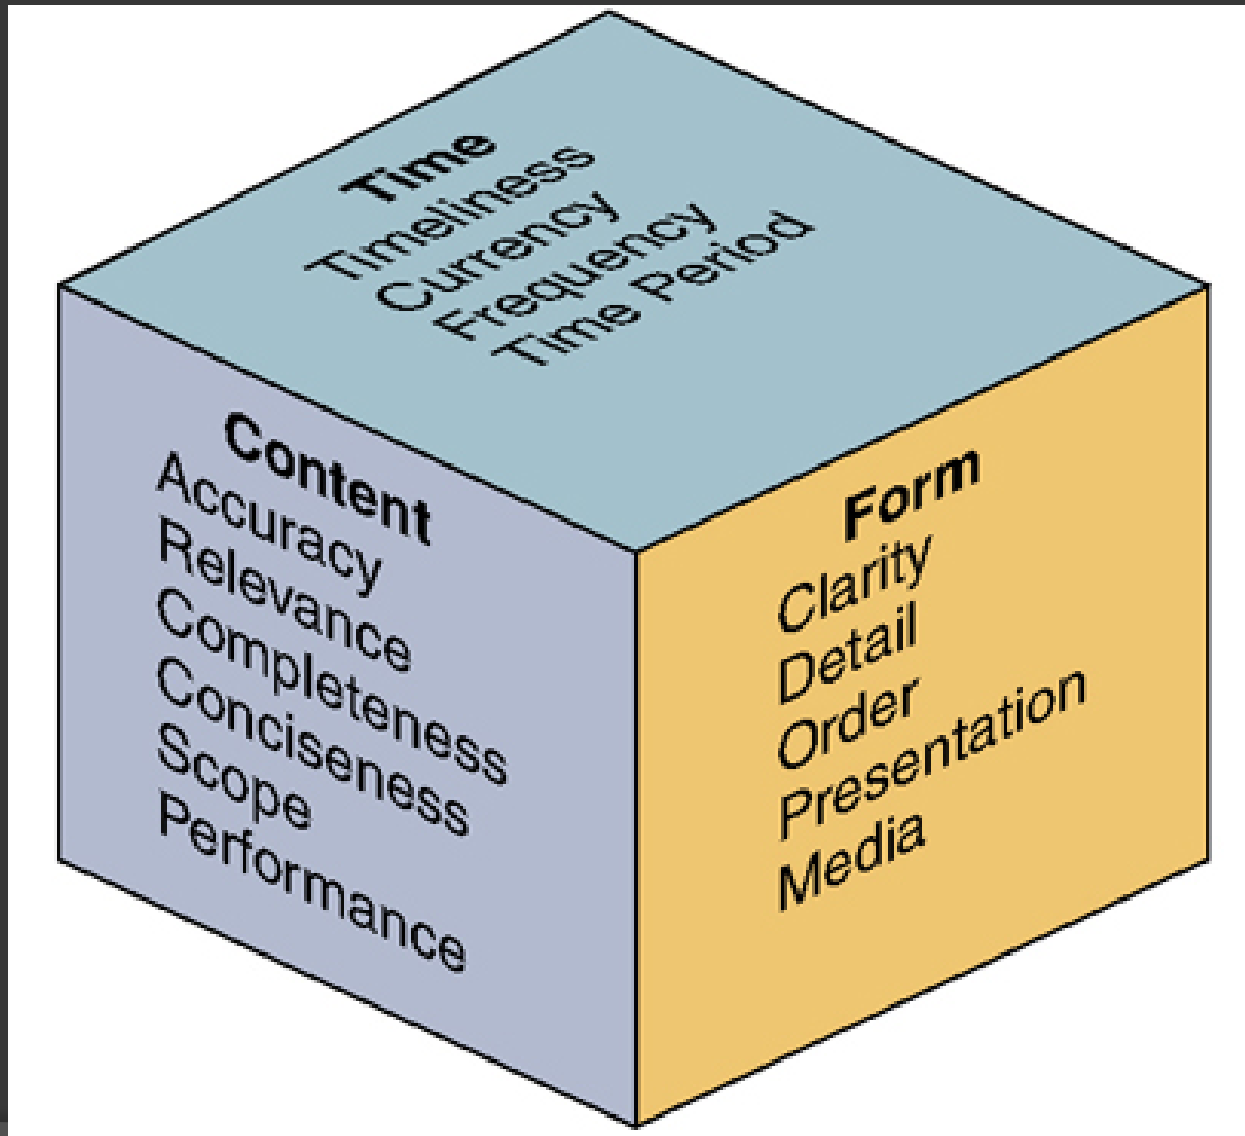 Time
Timeliness
Currency
Frequency
Time Period
Content
Accuracy
Relevance
Completeness
Conciseness
Scope
Performance
Form
Clarity
Detail
Order
Presentation
Media